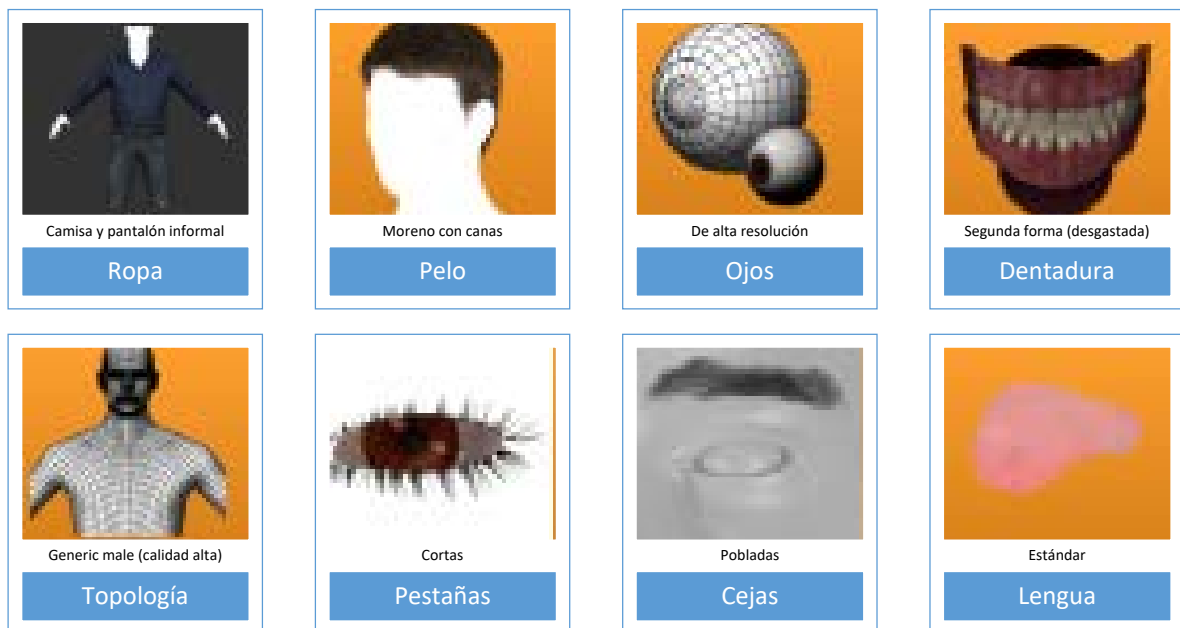 Camisa y pantalón informal
Ropa
Moreno con canas
Pelo
De alta resolución
Ojos
Segunda forma (desgastada)
Dentadura
Generic male (calidad alta)
Topología
Cortas
Pestañas
Pobladas
Cejas
Estándar
Lengua